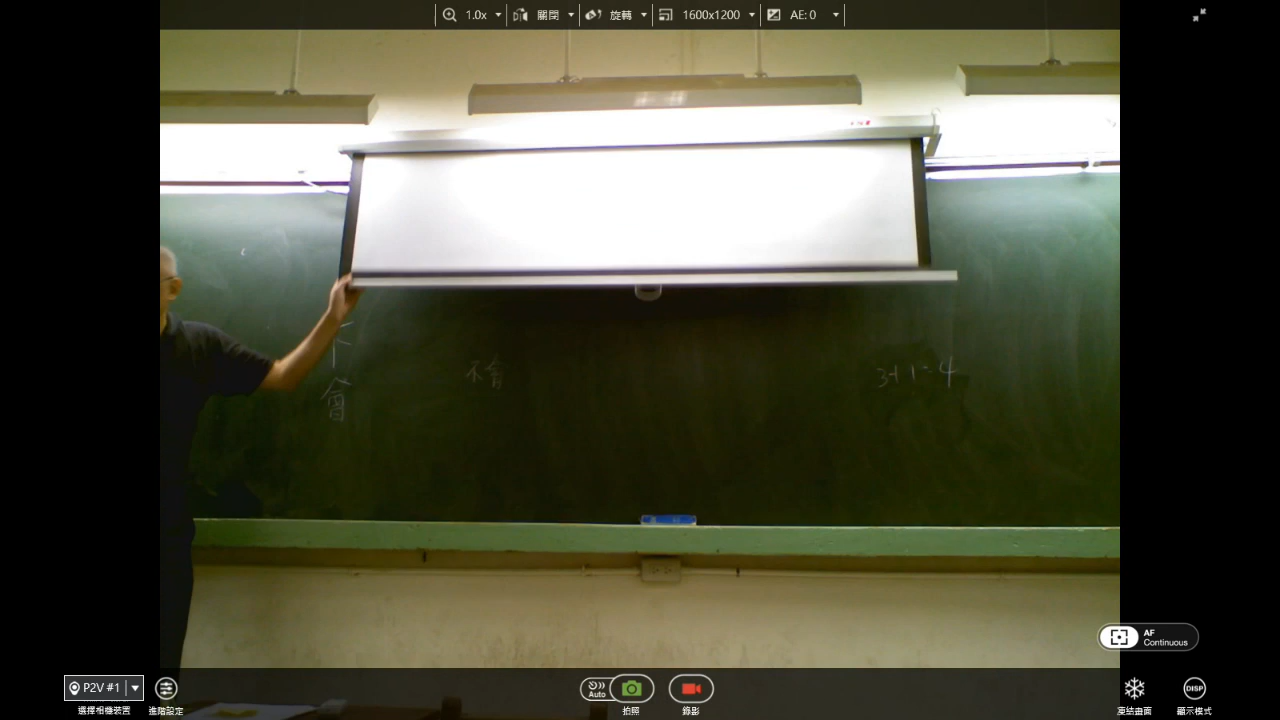 1.0x 關閉 旋轉 1600x1200 AE: 0
不會
不會
3+1=4
AF
Continuous
P2V #1
選擇相機裝置
進階設定
Auto
拍照
錄影
凍結畫面
DISP
顯示模式